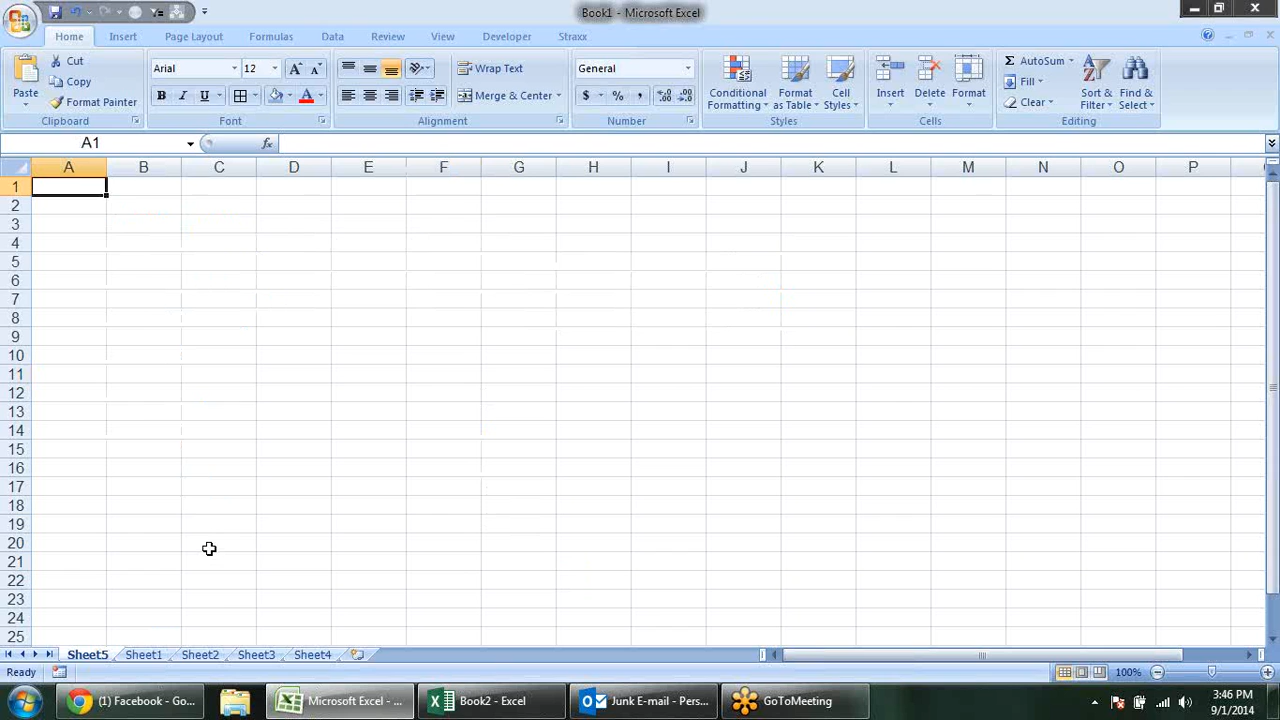 Book1 - Microsoft Excel
Home Insert Page Layout Formulas Data Review View Developer Straxx
Paste
Cut
Copy
Format Painter
Clipboard
Arial 12
B I U
Font
Wrap Text
Merge & Center
Alignment
General
$ % ,
Number
Conditional Formatting
Format as Table
Cell Styles
Styles
Insert
Delete
Format
Cells
AutoSum
Fill
Clear
Sort & Filter
Find & Select
Editing
A1 fx
A B C D E F G H I J K L M N O P
1
2
3
4
5
6
7
8
9
10
11
12
13
14
15
16
17
18
19
20
21
22
23
24
25
Sheet5 Sheet1 Sheet2 Sheet3 Sheet4
Ready 100%
(1) Facebook - Go... Microsoft Excel - ... Book2 - Excel Junk E-mail - Pers... GoToMeeting
3:46 PM
9/1/2014